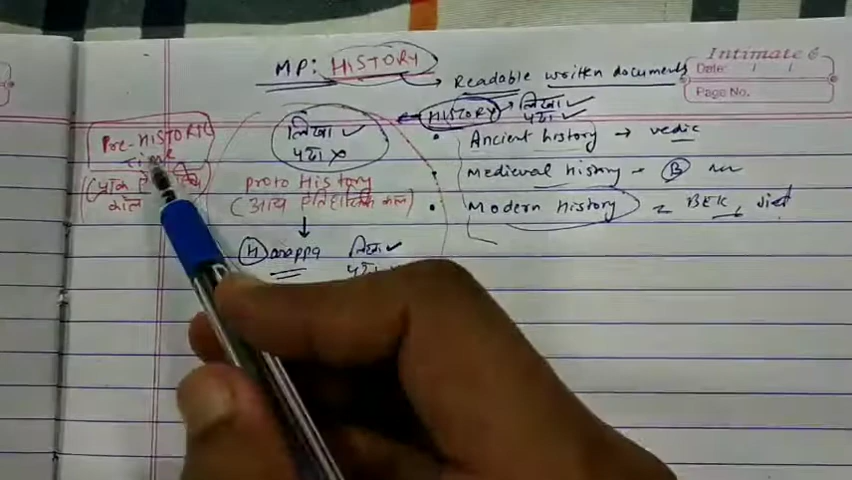 MP: HISTORY
Intimate
Date:
Page No.
Readable written documents
Pre-HISTORIC
लिखा ✓
पढ़ा ×
HISTORY → लिखा ✓
पढ़ा ✓
• Ancient history → vedic
• Medieval history -
• Modern history
Proto History
(आद्य ऐतिहासिक काल)
काल
Harappa लिखा ✓
पढ़ा ×